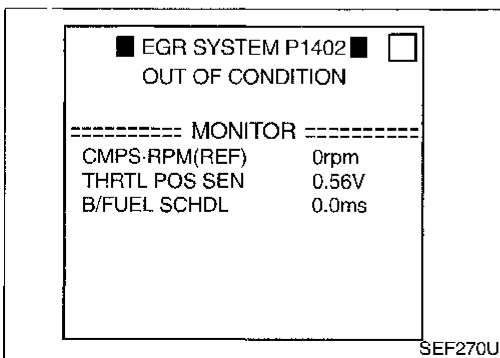 ■ EGR SYSTEM P1402 ■ □
OUT OF CONDITION
========= MONITOR =========
CMPS·RPM(REF) 0rpm
THRTL POS SEN 0.56V
B/FUEL SCHDL 0.0ms
SEF270U